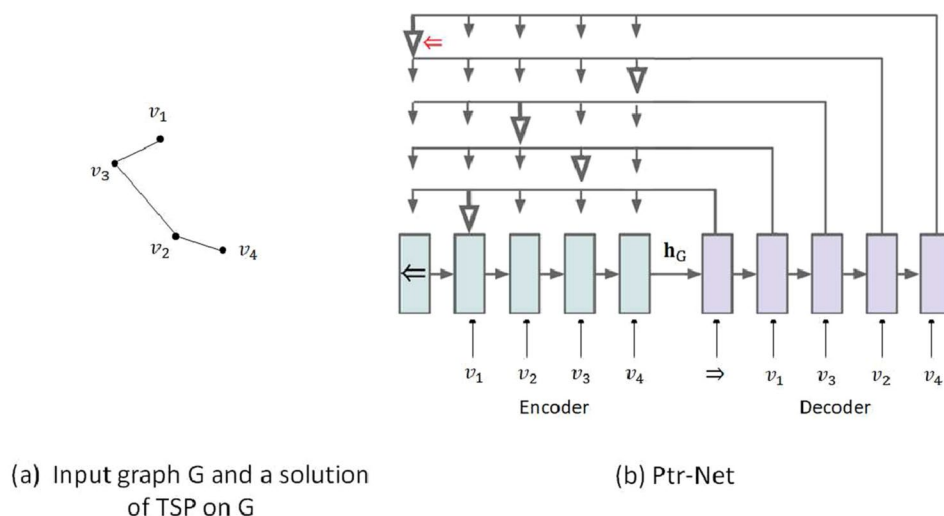 v₁
v₃
v₂
v₄
⇐
⇐
h_G
v₁ v₂ v₃ v₄ ⇒ v₁ v₃ v₂ v₄
Encoder Decoder
(a) Input graph G and a solution
of TSP on G
(b) Ptr-Net